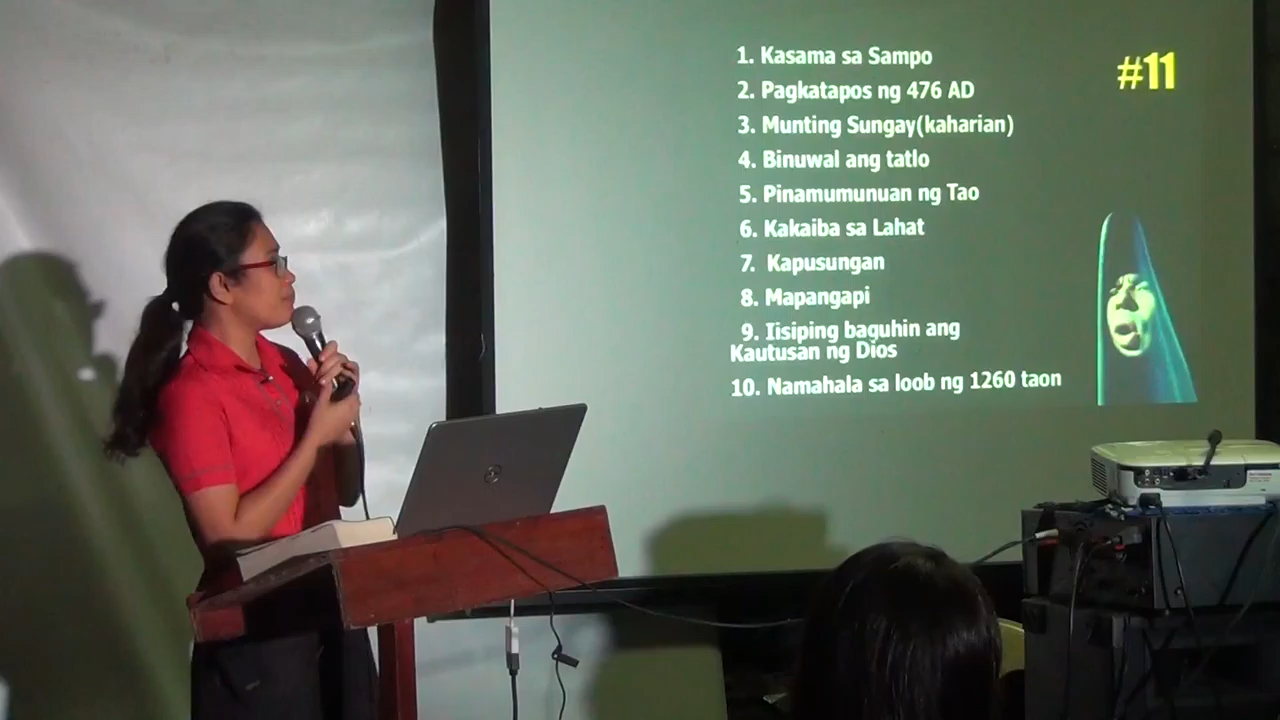 1. Kasama sa Sampo
#11
2. Pagkatapos ng 476 AD
3. Munting Sungay(kaharian)
4. Binuwal ang tatlo
5. Pinamumunuan ng Tao
6. Kakaiba sa Lahat
7. Kapusungan
8. Mapangapi
9. Iisiping baguhin ang
Kautusan ng Dios
10. Namahala sa loob ng 1260 taon